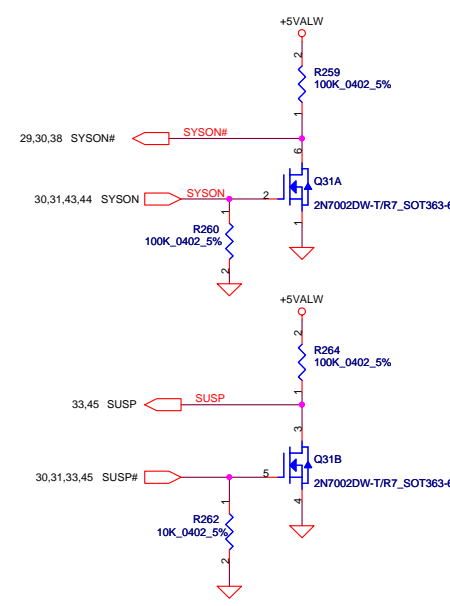 +5VALW
2
R259
100K_0402_5%
1
29,30,38 SYSON# SYSON#
6
Q31A
30,31,43,44 SYSON SYSON 2
2N7002DW-T/R7_SOT363-6
1 1
R260
100K_0402_5%
2
+5VALW
2
R264
100K_0402_5%
1
33,45 SUSP SUSP
3
Q31B
30,31,33,45 SUSP# 5
2N7002DW-T/R7_SOT363-6
1 4
R262
10K_0402_5%
2